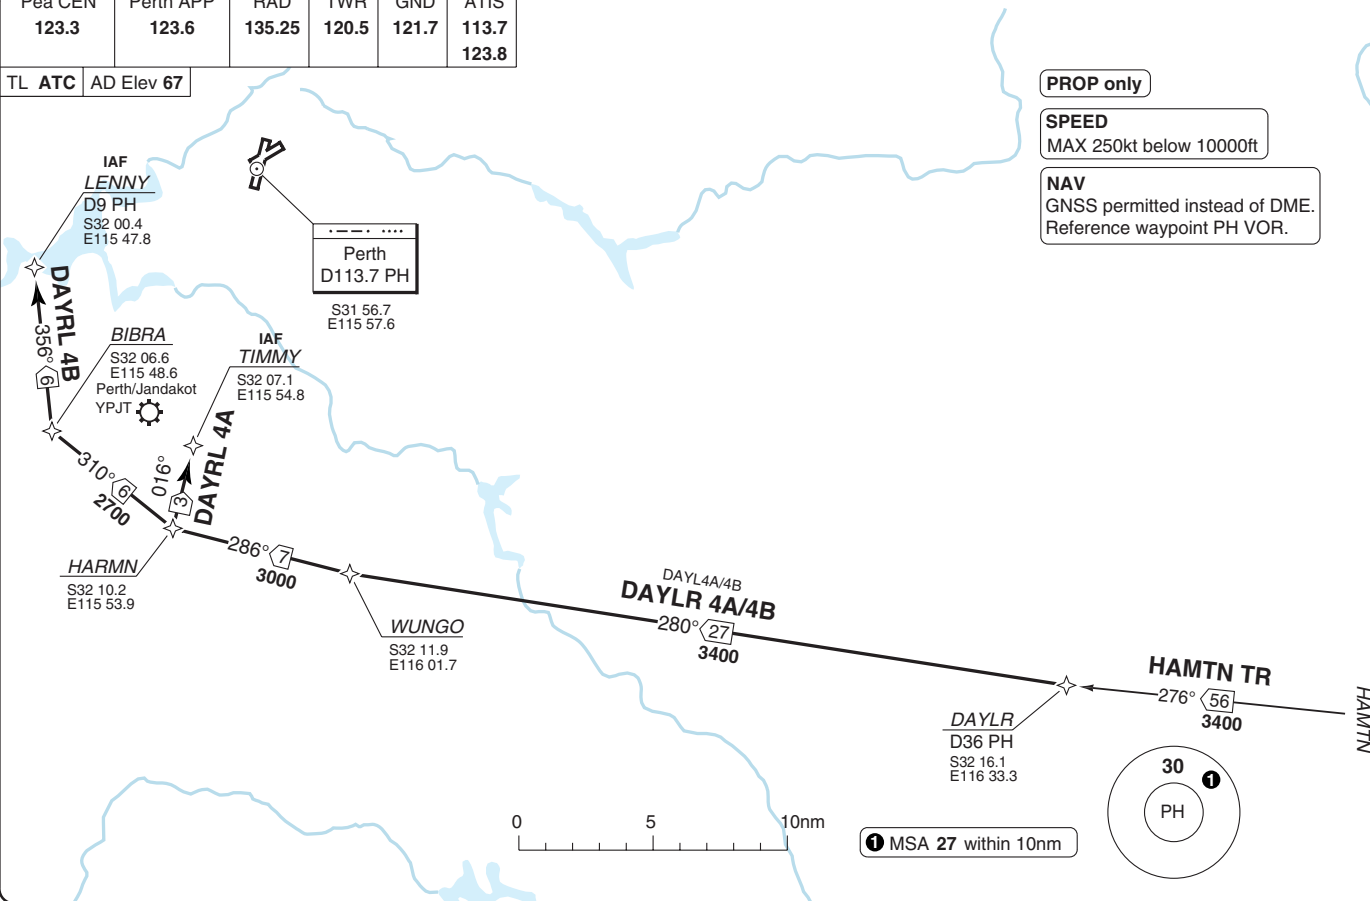 Pea CEN Perth APP RAD TWR GND ATIS
123.3 123.6 135.25 120.5 121.7 113.7
123.8
TL ATC AD Elev 67
PROP only
SPEED
MAX 250kt below 10000ft
NAV
GNSS permitted instead of DME.
Reference waypoint PH VOR.
IAF
LENNY
D9 PH
S32 00.4
E115 47.8
Perth
D113.7 PH
S31 56.7
E115 57.6
DAYRL 4B
356°
6
BIBRA
S32 06.6
E115 48.6
Perth/Jandakot
YPJT
IAF
TIMMY
S32 07.1
E115 54.8
DAYRL 4A
016°
3
310°
6
2700
HARMN
S32 10.2
E115 53.9
286°
7
3000
WUNGO
S32 11.9
E116 01.7
DAYL4A/4B
DAYLR 4A/4B
280°
27
3400
HAMTN TR
276°
56
3400
HAMTN
DAYLR
D36 PH
S32 16.1
E116 33.3
30
1
PH
0 5 10nm
1 MSA 27 within 10nm